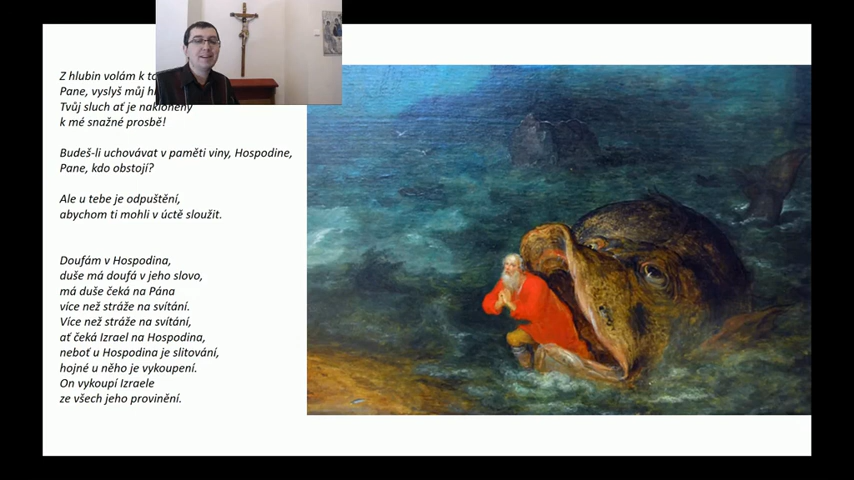 Z hlubin volám k
Pane, vyslyš můj
Tvůj sluch ať je nakloněný
k mé snažné prosbě!
Budeš-li uchovávat v paměti viny, Hospodine,
Pane, kdo obstojí?
Ale u tebe je odpuštění,
abychom ti mohli v úctě sloužit.
Doufám v Hospodina,
duše má doufá v jeho slovo,
má duše čeká na Pána
více než stráže na svítání.
Více než stráže na svítání,
ať čeká Izrael na Hospodina,
neboť u Hospodina je slitování,
hojné u něho je vykoupení.
On vykoupí Izraele
ze všech jeho provinění.